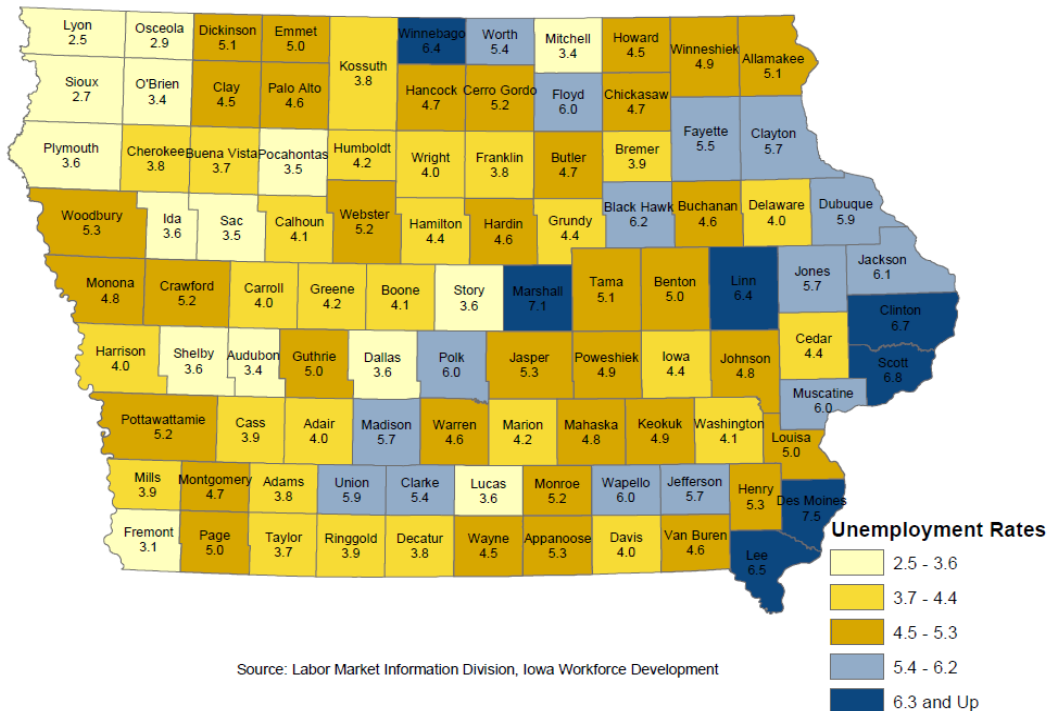 Lyon
2.5
Osceola
2.9
Dickinson
5.1
Emmet
5.0
Kossuth
3.8
Winnebago
6.4
Worth
5.4
Mitchell
3.4
Howard
4.5
Winneshiek
4.9
Allamakee
5.1
Sioux
2.7
O'Brien
3.4
Clay
4.5
Palo Alto
4.6
Hancock
4.7
Cerro Gordo
5.2
Floyd
6.0
Chickasaw
4.7
Fayette
5.5
Clayton
5.7
Plymouth
3.6
Cherokee
3.8
Buena Vista
3.7
Pocahontas
3.5
Humboldt
4.2
Wright
4.0
Franklin
3.8
Butler
4.7
Bremer
3.9
Woodbury
5.3
Ida
3.6
Sac
3.5
Calhoun
4.1
Webster
5.2
Hamilton
4.4
Hardin
4.6
Grundy
4.4
Black Hawk
6.2
Buchanan
4.6
Delaware
4.0
Dubuque
5.9
Monona
4.8
Crawford
5.2
Carroll
4.0
Greene
4.2
Boone
4.1
Story
3.6
Marshall
7.1
Tama
5.1
Benton
5.0
Linn
6.4
Jones
5.7
Jackson
6.1
Clinton
6.7
Harrison
4.0
Shelby
3.6
Audubon
3.4
Guthrie
5.0
Dallas
3.6
Polk
6.0
Jasper
5.3
Poweshiek
4.9
Iowa
4.4
Johnson
4.8
Cedar
4.4
Scott
6.8
Muscatine
6.0
Pottawattamie
5.2
Cass
3.9
Adair
4.0
Madison
5.7
Warren
4.6
Marion
4.2
Mahaska
4.8
Keokuk
4.9
Washington
4.1
Louisa
5.0
Mills
3.9
Montgomery
4.7
Adams
3.8
Union
5.9
Clarke
5.4
Lucas
3.6
Monroe
5.2
Wapello
6.0
Jefferson
5.7
Henry
5.3
Des Moines
7.5
Fremont
3.1
Page
5.0
Taylor
3.7
Ringgold
3.9
Decatur
3.8
Wayne
4.5
Appanoose
5.3
Davis
4.0
Van Buren
4.6
Lee
6.5
Unemployment Rates
2.5 - 3.6
3.7 - 4.4
4.5 - 5.3
5.4 - 6.2
6.3 and Up
Source: Labor Market Information Division, Iowa Workforce Development